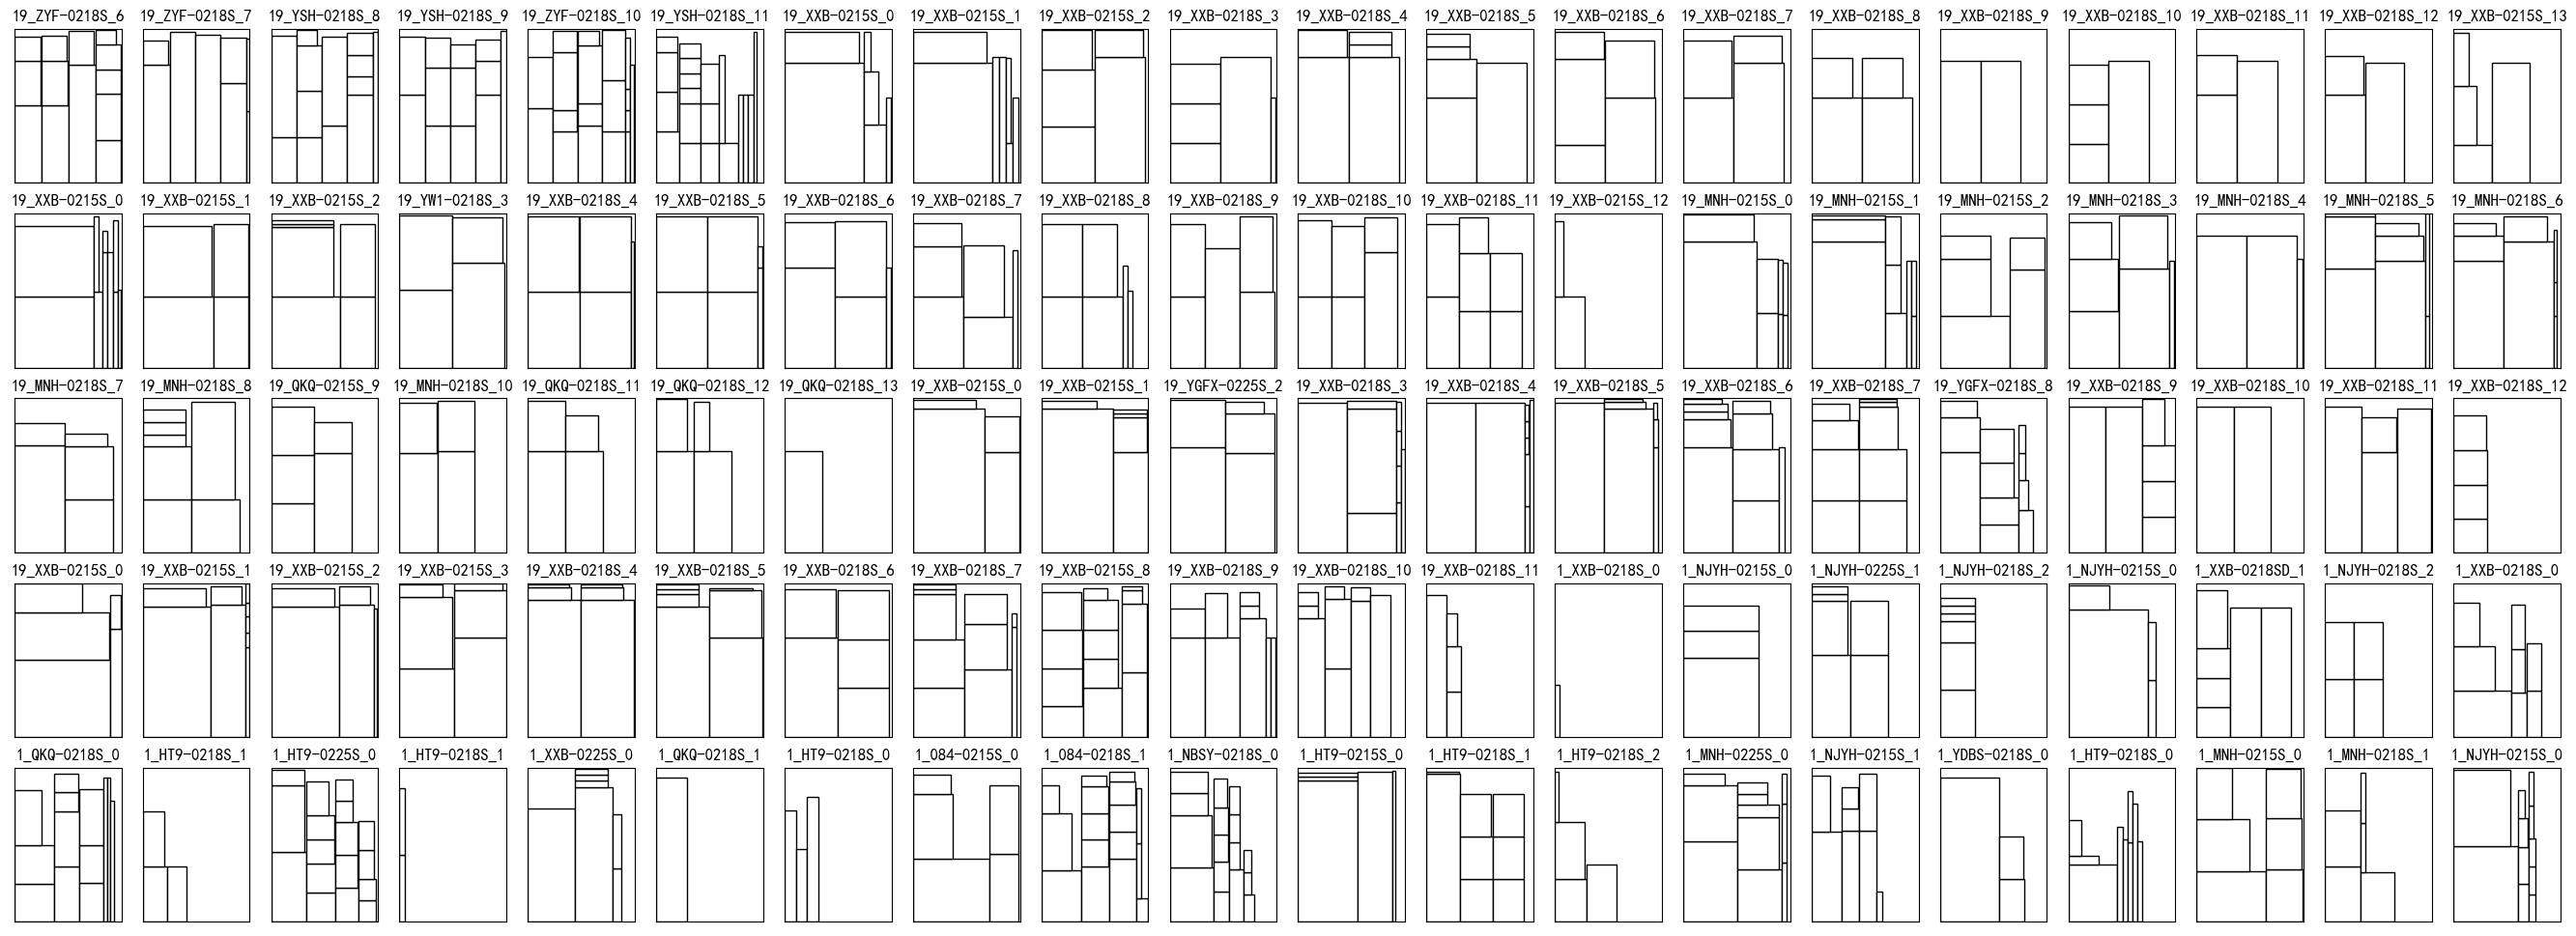 19_ZYF-0218S_6 19_ZYF-0218S_7 19_YSH-0218S_8 19_YSH-0218S_9 19_ZYF-0218S_10 19_YSH-0218S_11 19_XXB-0215S_0 19_XXB-0215S_1 19_XXB-0215S_2 19_XXB-0218S_3 19_XXB-0218S_4 19_XXB-0218S_5 19_XXB-0218S_6 19_XXB-0218S_7 19_XXB-0218S_8 19_XXB-0218S_9 19_XXB-0218S_10 19_XXB-0218S_11 19_XXB-0218S_12 19_XXB-0215S_13
19_XXB-0215S_0 19_XXB-0215S_1 19_XXB-0215S_2 19_YW1-0218S_3 19_XXB-0218S_4 19_XXB-0218S_5 19_XXB-0218S_6 19_XXB-0218S_7 19_XXB-0218S_8 19_XXB-0218S_9 19_XXB-0218S_10 19_XXB-0218S_11 19_XXB-0215S_12 19_MNH-0215S_0 19_MNH-0215S_1 19_MNH-0215S_2 19_MNH-0218S_3 19_MNH-0218S_4 19_MNH-0218S_5 19_MNH-0218S_6
19_MNH-0218S_7 19_MNH-0218S_8 19_QKQ-0215S_9 19_MNH-0218S_10 19_QKQ-0218S_11 19_QKQ-0218S_12 19_QKQ-0218S_13 19_XXB-0215S_0 19_XXB-0215S_1 19_YGFX-0225S_2 19_XXB-0218S_3 19_XXB-0218S_4 19_XXB-0218S_5 19_XXB-0218S_6 19_XXB-0218S_7 19_YGFX-0218S_8 19_XXB-0218S_9 19_XXB-0218S_10 19_XXB-0218S_11 19_XXB-0218S_12
19_XXB-0215S_0 19_XXB-0215S_1 19_XXB-0215S_2 19_XXB-0215S_3 19_XXB-0218S_4 19_XXB-0218S_5 19_XXB-0218S_6 19_XXB-0218S_7 19_XXB-0215S_8 19_XXB-0218S_9 19_XXB-0218S_10 19_XXB-0218S_11 1_XXB-0218S_0 1_NJYH-0215S_0 1_NJYH-0225S_1 1_NJYH-0218S_2 1_NJYH-0215S_0 1_XXB-0218SD_1 1_NJYH-0218S_2 1_XXB-0218S_0
1_QKQ-0218S_0 1_HT9-0218S_1 1_HT9-0225S_0 1_HT9-0218S_1 1_XXB-0225S_0 1_QKQ-0218S_1 1_HT9-0218S_0 1_084-0215S_0 1_084-0218S_1 1_NBSY-0218S_0 1_HT9-0215S_0 1_HT9-0218S_1 1_HT9-0218S_2 1_MNH-0225S_0 1_NJYH-0215S_1 1_YDBS-0218S_0 1_HT9-0218S_0 1_MNH-0215S_0 1_MNH-0218S_1 1_NJYH-0215S_0